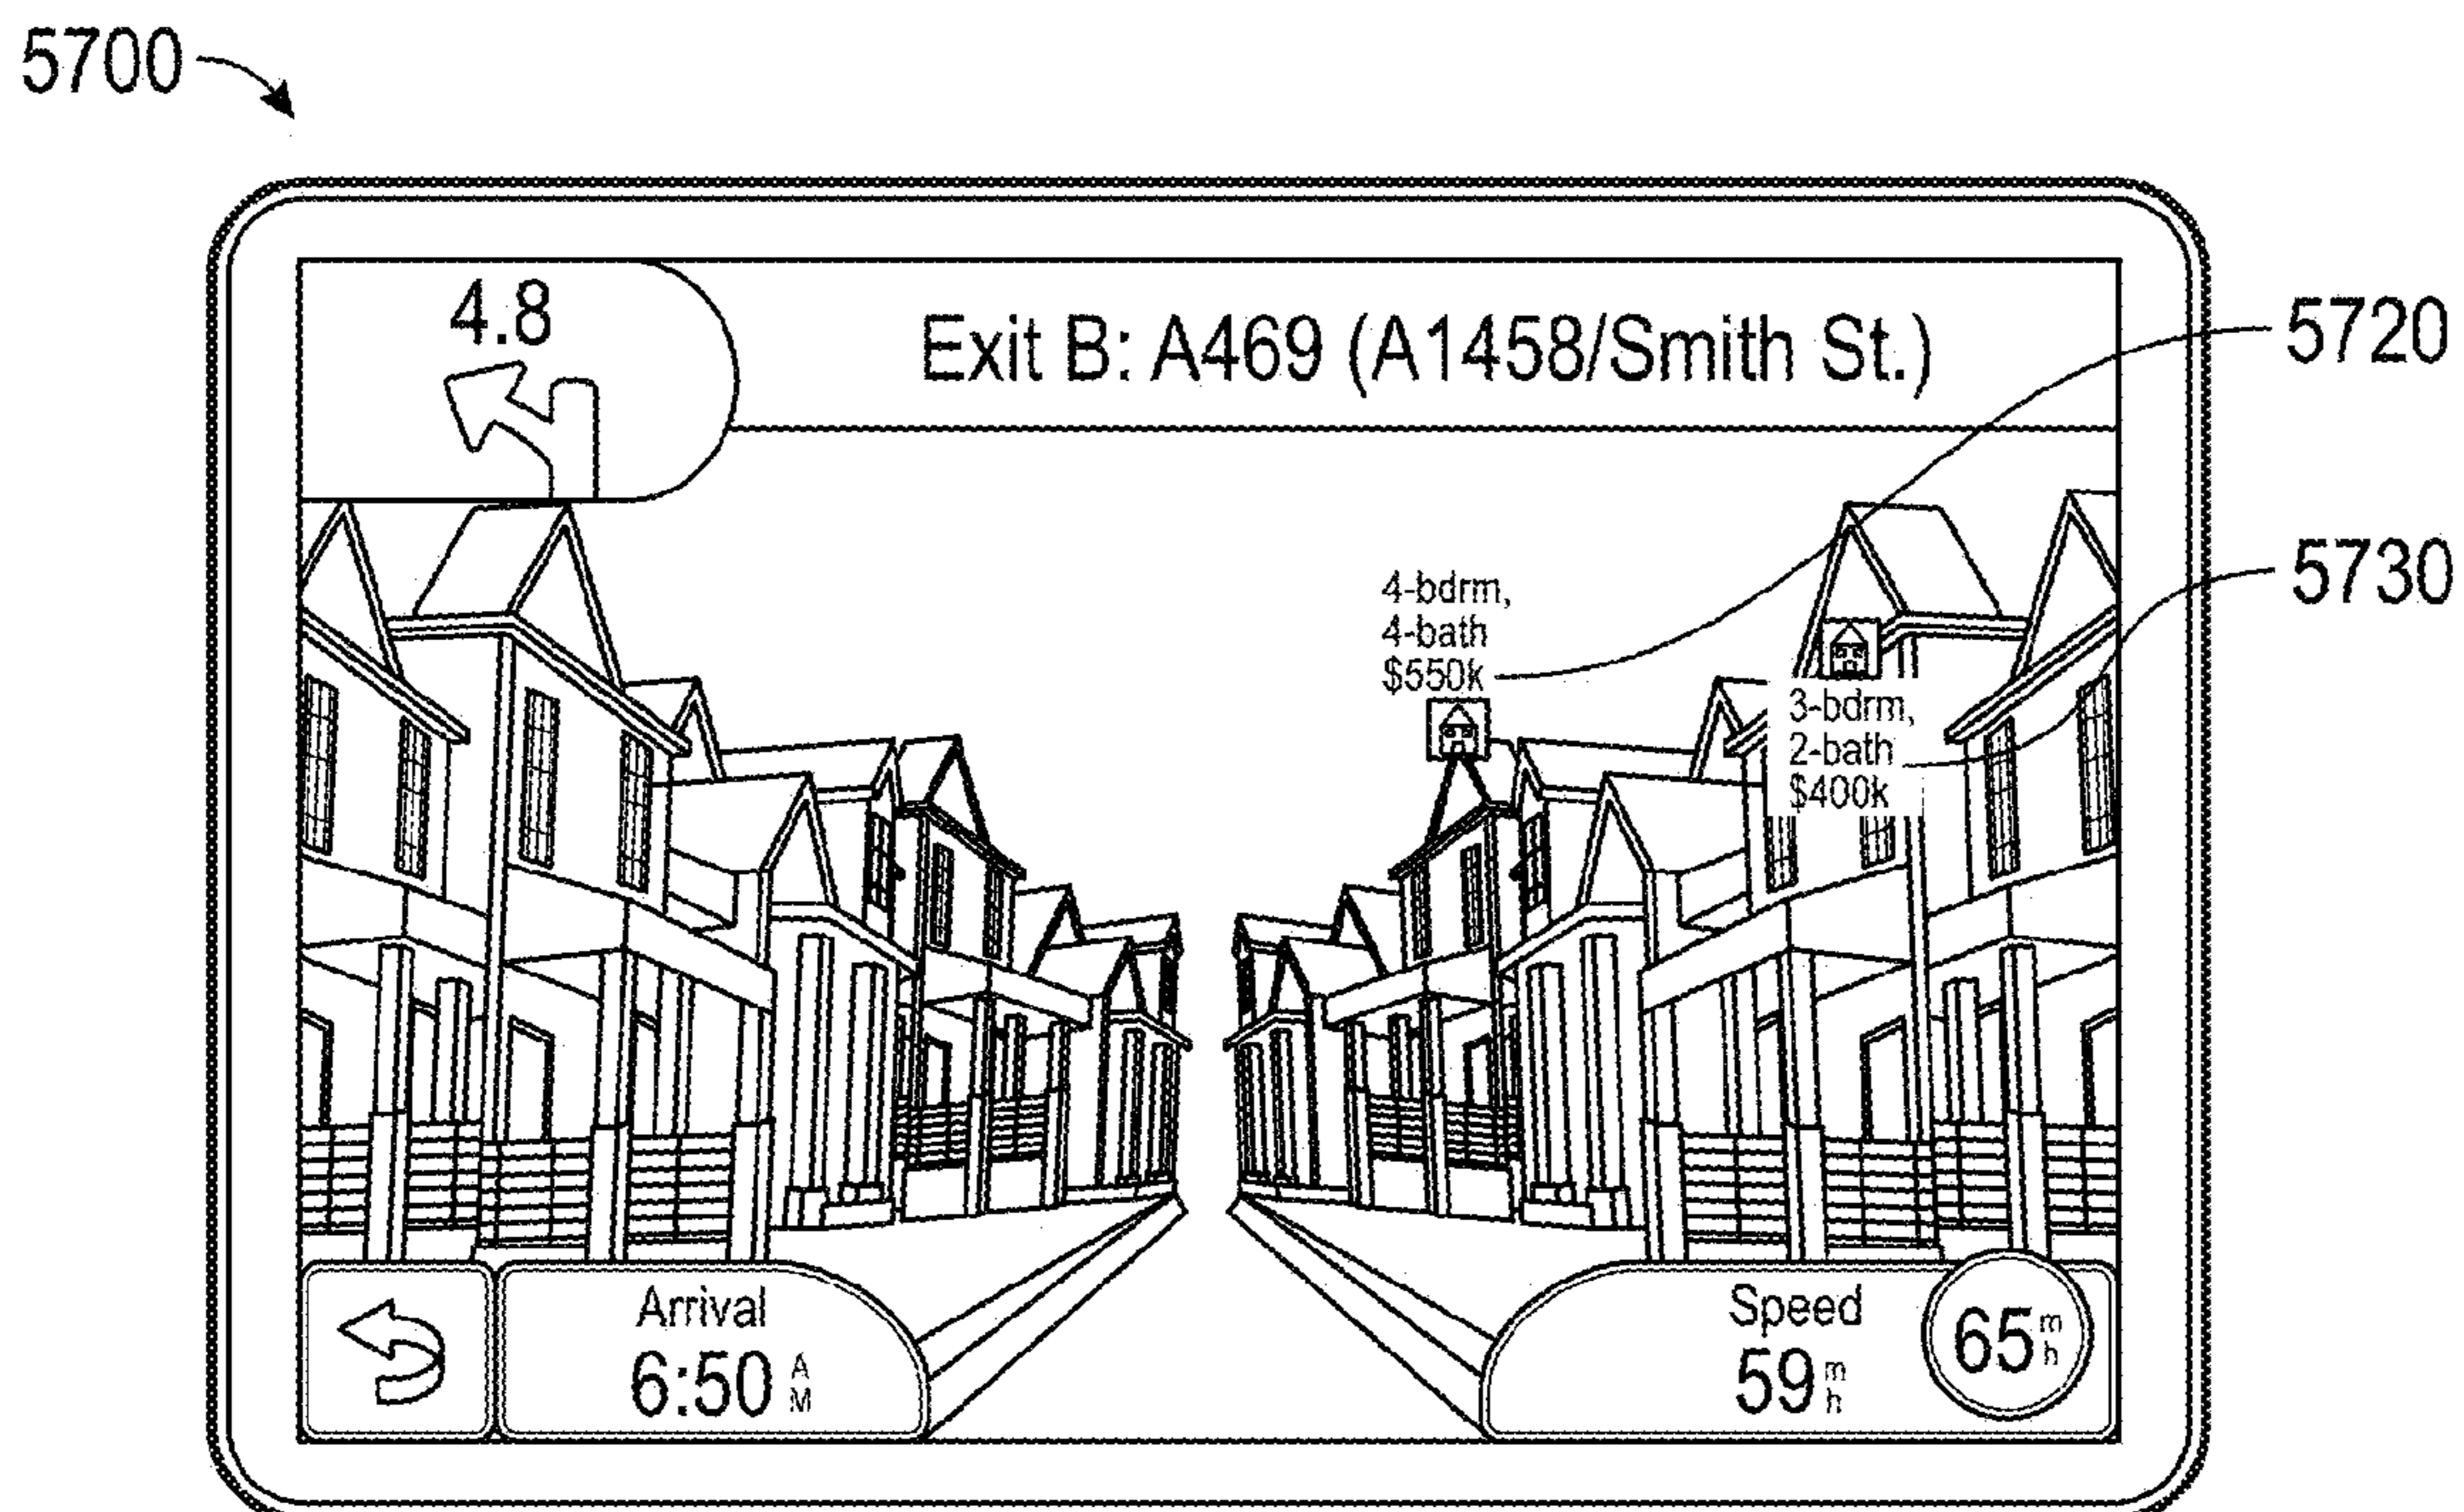 5700
4.8
Exit B: A469 (A1458/Smith St.)
5720
5730
4-bdrm,
4-bath
$550k
3-bdrm,
2-bath
$400k
Arrival
6:50 AM
Speed
59 mh
65 mh